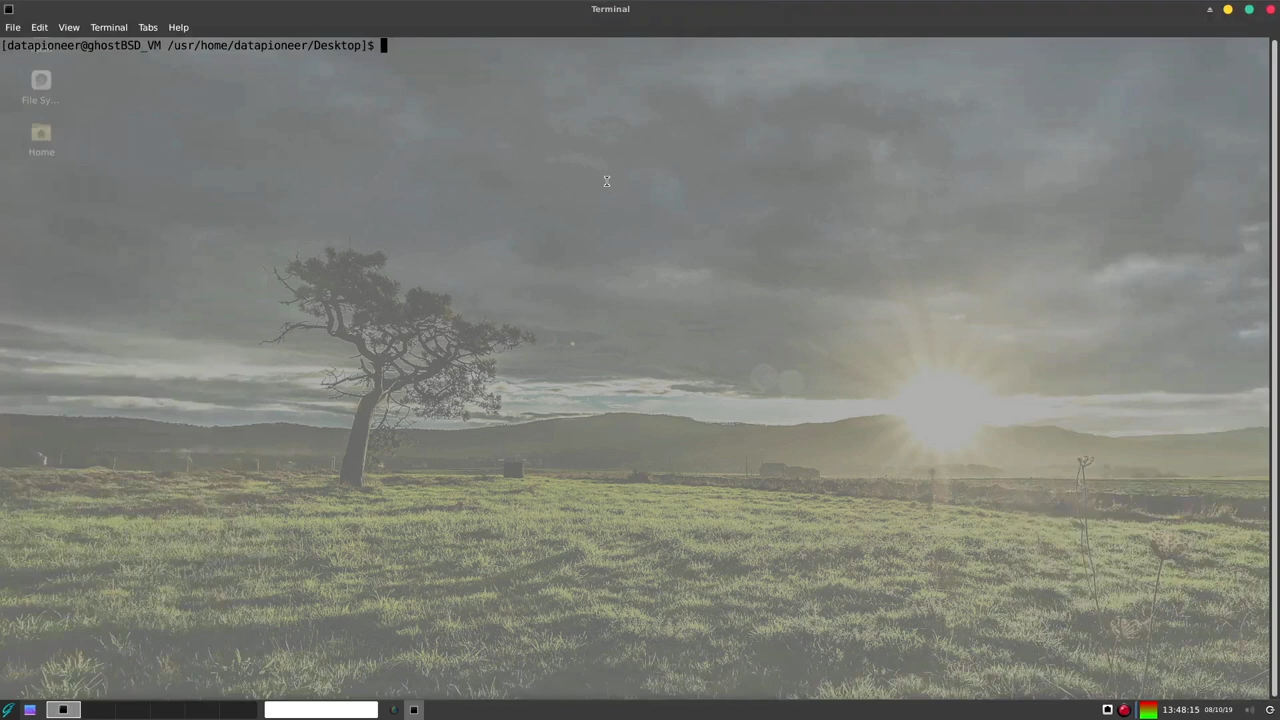 Terminal
File Edit View Terminal Tabs Help
[datapioneer@ghostBSD_VM /usr/home/datapioneer/Desktop]$
File Sy...
Home
13:48:15 08/10/19